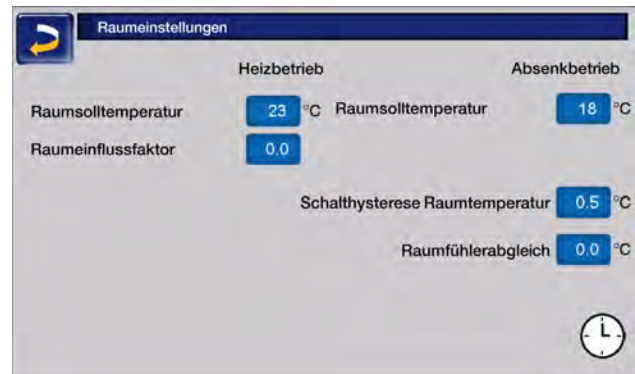 Raumeinstellungen
Heizbetrieb Absenkbetrieb
Raumsolltemperatur 23 °C Raumsolltemperatur 18 °C
Raumeinflussfaktor 0.0
Schalthysterese Raumtemperatur 0.5 °C
Raumfühlerabgleich 0.0 °C